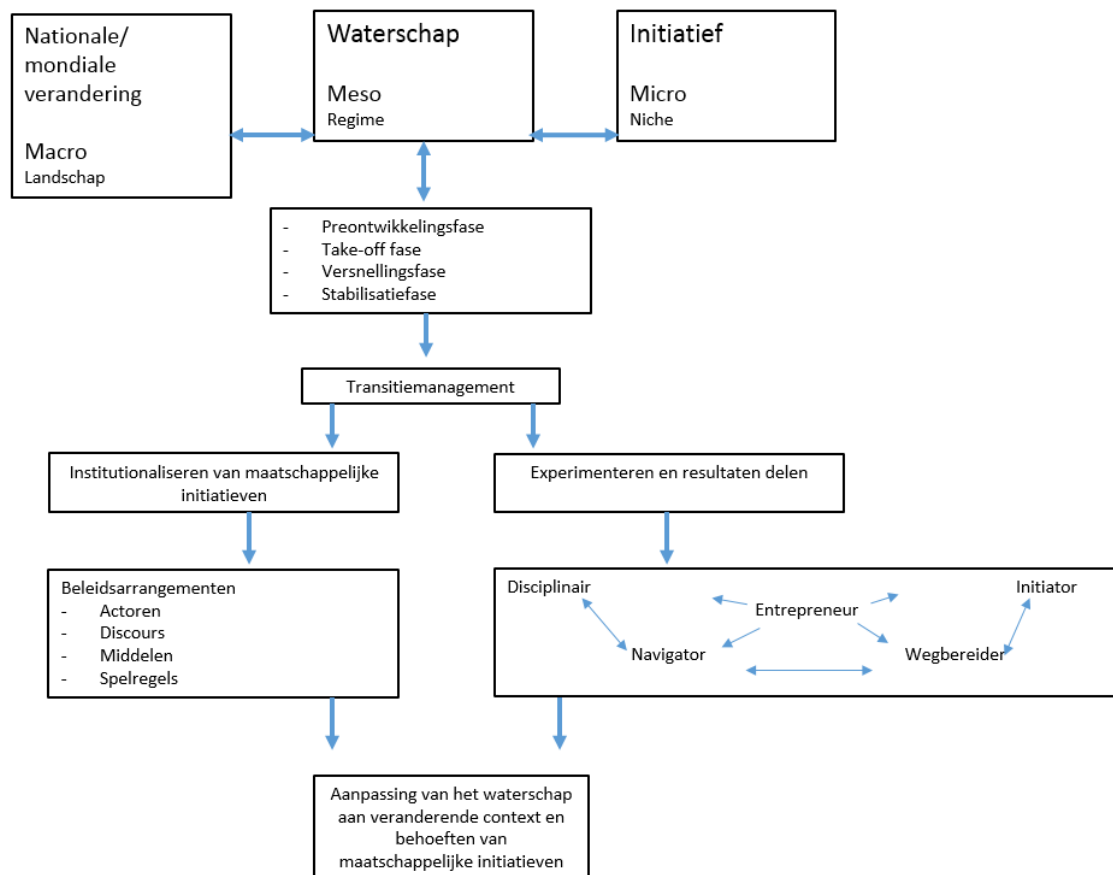 Nationale/
mondiale
verandering
Macro
Landschap
Waterschap
Meso
Regime
Initiatief
Micro
Niche
- Preontwikkelingsfase
- Take-off fase
- Versnellingsfase
- Stabilisatiefase
Transitiemanagement
Institutionaliseren van maatschappelijke
initiatieven
Experimenteren en resultaten delen
Beleidsarrangementen
- Actoren
- Discours
- Middelen
- Spelregels
Disciplinair
Initiator
Entrepreneur
Navigator
Wegbereider
Aanpassing van het waterschap
aan veranderende context en
behoeften van
maatschappelijke initiatieven